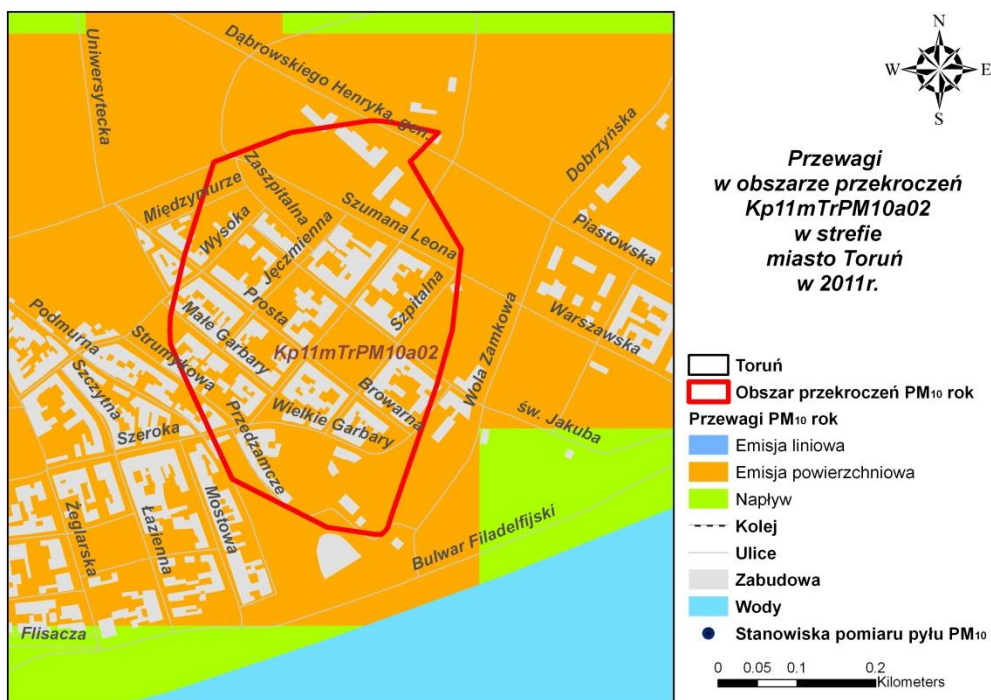 Uniwersytecka
Dąbrowskiego Henryka, gen.
Dobrzyńska
Międzymurze
Zaszpitalna
Wysoka
Jęczmienna
Szumana Leona
Piastowska
Prosta
Szpitalna
Podmurna
Małe Garbary
Strumykowa
Kp11mTrPM10a02
Wola Zamkowa
Warszawska
Szczytna
Browarna
Szeroka
Przedzamcze
Wielkie Garbary
św. Jakuba
Żeglarska
Łazienna
Mostowa
Bulwar Filadelfijski
Flisacza
N
W
E
S
Przewagi
w obszarze przekroczeń
Kp11mTrPM10a02
w strefie
miasto Toruń
w 2011r.
Toruń
Obszar przekroczeń PM10 rok
Przewagi PM10 rok
Emisja liniowa
Emisja powierzchniowa
Napływ
Kolej
Ulice
Zabudowa
Wody
Stanowiska pomiaru pyłu PM10
0 0.05 0.1 0.2
Kilometers